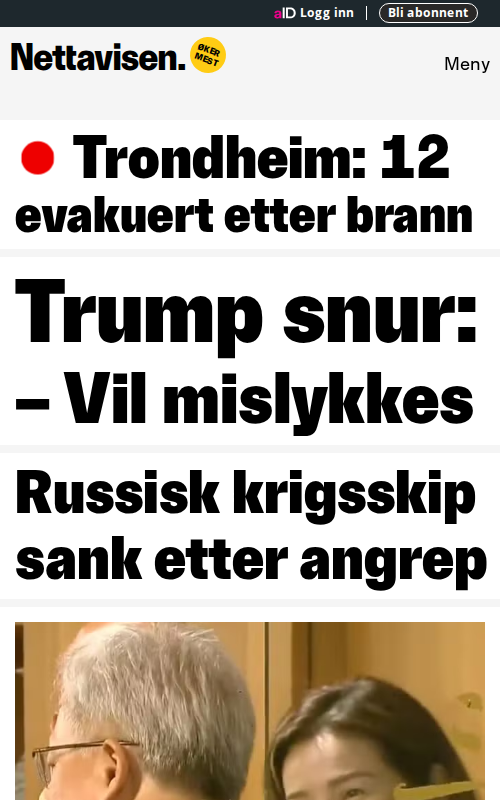 aID Logg inn
Bli abonnent
Nettavisen.
ØKER
MEST
Meny
Trondheim: 12
evakuert etter brann
Trump snur:
– Vil mislykkes
Russisk krigsskip
sank etter angrep